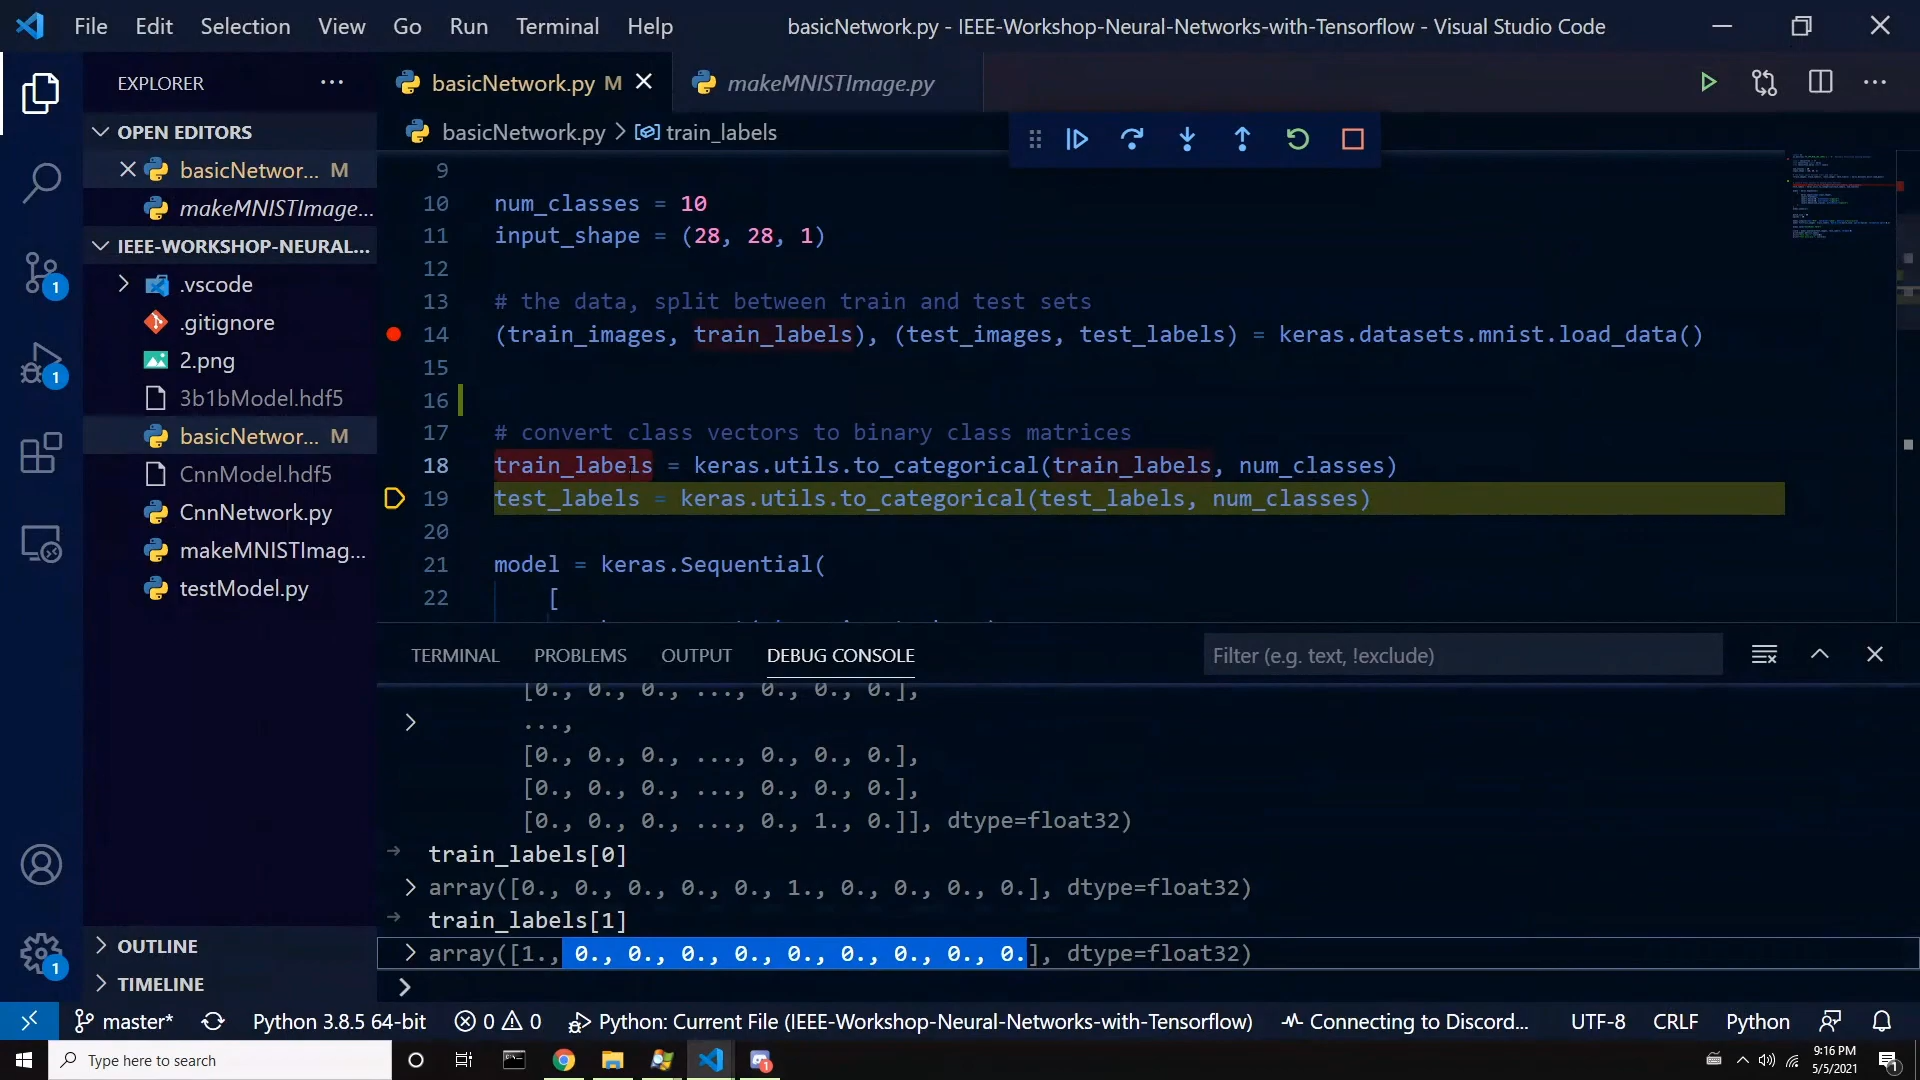 File Edit Selection View Go Run Terminal Help basicNetwork.py - IEEE-Workshop-Neural-Networks-with-Tensorflow - Visual Studio Code
EXPLORER
basicNetwork.py M
makeMNISTImage.py
OPEN EDITORS
basicNetwor... M
makeMNISTImage...
IEEE-WORKSHOP-NEURAL...
.vscode
.gitignore
2.png
3b1bModel.hdf5
basicNetwor... M
CnnModel.hdf5
CnnNetwork.py
makeMNISTImag...
testModel.py
OUTLINE
TIMELINE
1
1
1
basicNetwork.py > train_labels
9
10 num_classes = 10
11 input_shape = (28, 28, 1)
12
13 # the data, split between train and test sets
14 (train_images, train_labels), (test_images, test_labels) = keras.datasets.mnist.load_data()
15
16
17 # convert class vectors to binary class matrices
18 train_labels = keras.utils.to_categorical(train_labels, num_classes)
19 test_labels = keras.utils.to_categorical(test_labels, num_classes)
20
21 model = keras.Sequential(
22 [
TERMINAL PROBLEMS OUTPUT DEBUG CONSOLE Filter (e.g. text, !exclude)
[0., 0., 0., ..., 0., 0., 0.],
...,
[0., 0., 0., ..., 0., 0., 0.],
[0., 0., 0., ..., 0., 0., 0.],
[0., 0., 0., ..., 0., 1., 0.]], dtype=float32)
train_labels[0]
array([0., 0., 0., 0., 0., 1., 0., 0., 0., 0.], dtype=float32)
train_labels[1]
array([1., 0., 0., 0., 0., 0., 0., 0., 0., 0.], dtype=float32)
master* Python 3.8.5 64-bit 0 0 Python: Current File (IEEE-Workshop-Neural-Networks-with-Tensorflow) Connecting to Discord... UTF-8 CRLF Python
Type here to search
9:16 PM
5/5/2021
1